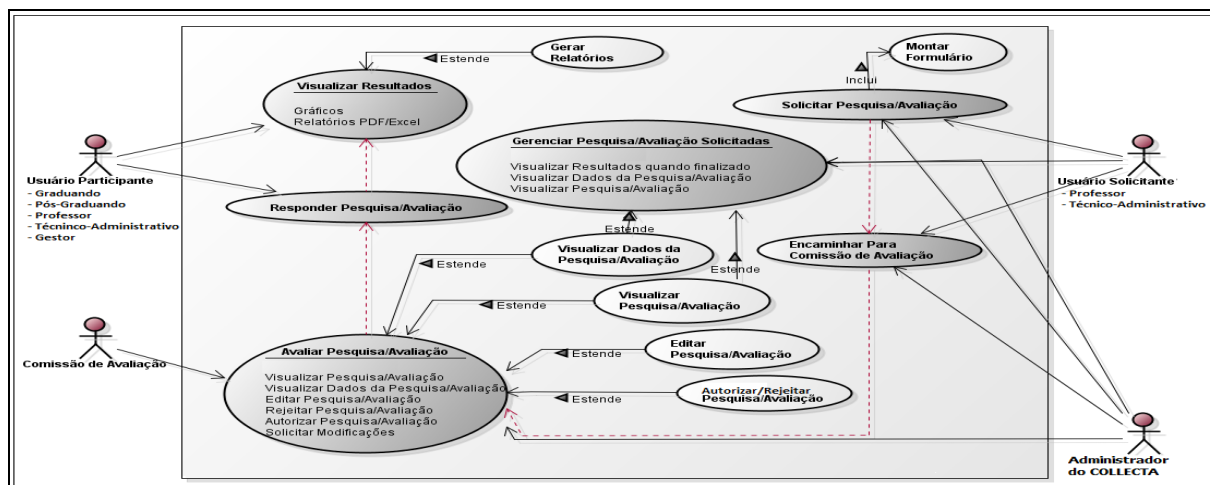 Gerar
Relatórios
Estende
Montar
Formulário
Inclui
Visualizar Resultados
Gráficos
Relatórios PDF/Excel
Solicitar Pesquisa/Avaliação
Gerenciar Pesquisa/Avaliação Solicitadas
Visualizar Resultados quando finalizado
Visualizar Dados da Pesquisa/Avaliação
Visualizar Pesquisa/Avaliação
Usuário Participante
- Graduando
- Pós-Graduando
- Professor
- Técninco-Administrativo
- Gestor
Usuário Solicitante
- Professor
- Técnico-Administrativo
Responder Pesquisa/Avaliação
Estende
Visualizar Dados da
Pesquisa/Avaliação
Estende
Estende
Encaminhar Para
Comissão de Avaliação
Visualizar
Pesquisa/Avaliação
Estende
Comissão de Avaliação
Avaliar Pesquisa/Avaliação
Visualizar Pesquisa/Avaliação
Visualizar Dados da Pesquisa/Avaliação
Editar Pesquisa/Avaliação
Rejeitar Pesquisa/Avaliação
Autorizar Pesquisa/Avaliação
Solicitar Modificações
Editar
Pesquisa/Avaliação
Estende
Autorizar/Rejeitar
Pesquisa/Avaliação
Estende
Administrador
do COLLECTA